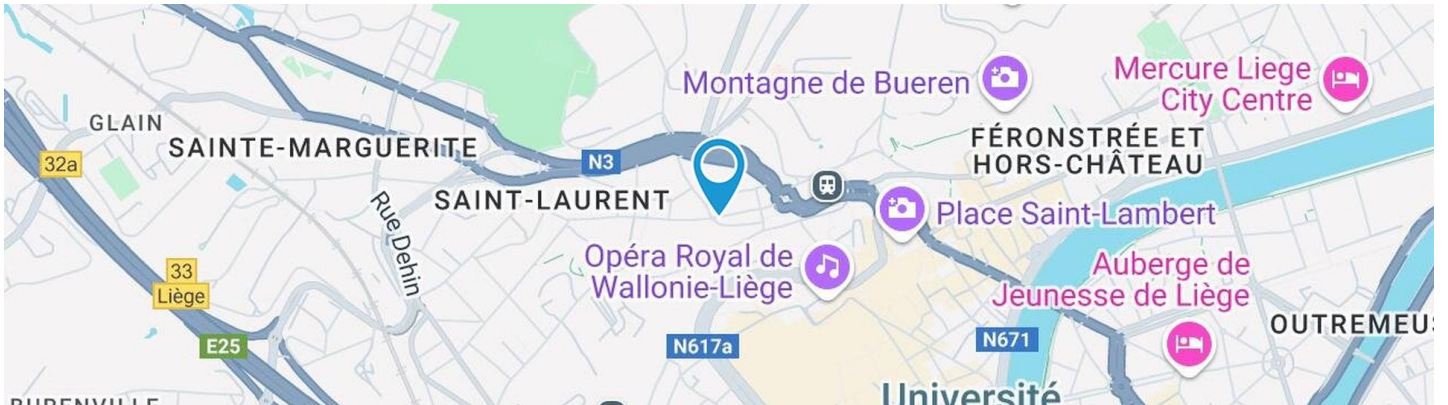 Montagne de Bueren
Mercure Liege
City Centre
GLAIN
SAINTE-MARGUERITE
FÉRONSTRÉE ET
HORS-CHÂTEAU
32a
N3
SAINT-LAURENT
Rue Dehin
Place Saint-Lambert
Opéra Royal de
Wallonie-Liège
33
Liège
Auberge de
Jeunesse de Liège
OUTREMEUS
E25
N617a
N671
Université